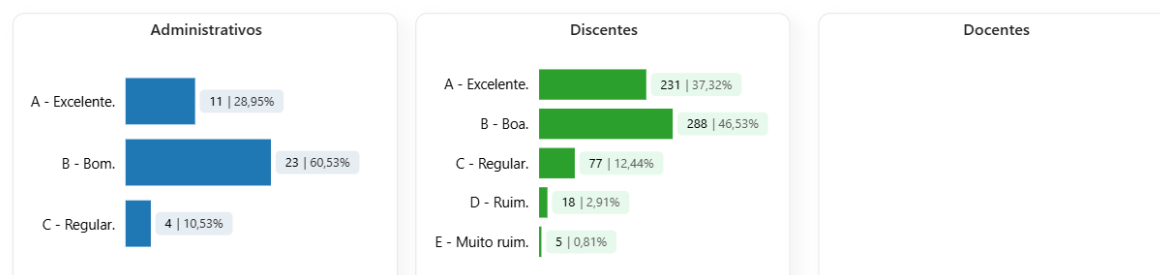 Administrativos
A - Excelente.
11 | 28,95%
B - Bom.
23 | 60,53%
C - Regular.
4 | 10,53%
Discentes
A - Excelente.
231 | 37,32%
B - Boa.
288 | 46,53%
C - Regular.
77 | 12,44%
D - Ruim.
18 | 2,91%
E - Muito ruim.
5 | 0,81%
Docentes